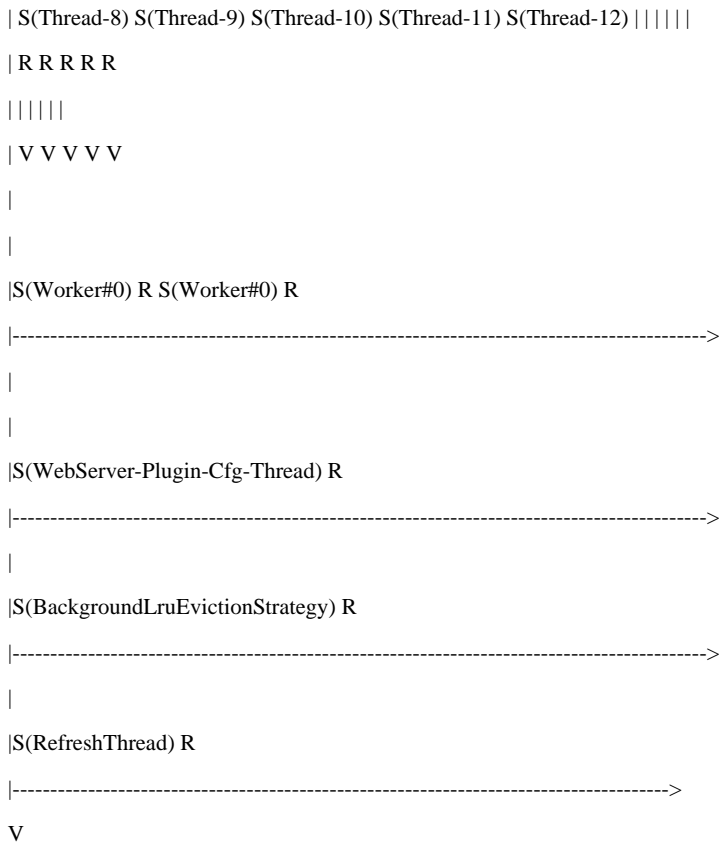 | S(Thread-8) S(Thread-9) S(Thread-10) S(Thread-11) S(Thread-12) | | | | | |
| R R R R R
| | | | | |
| V V V V V
|
|
|S(Worker#0) R S(Worker#0) R
|--------------------------------------------------------------------------------------------->
|
|
|S(WebServer-Plugin-Cfg-Thread) R
|--------------------------------------------------------------------------------------------->
|
|S(BackgroundLruEvictionStrategy) R
|--------------------------------------------------------------------------------------------->
|
|S(RefreshThread) R
|---------------------------------------------------------------------------------------->
V